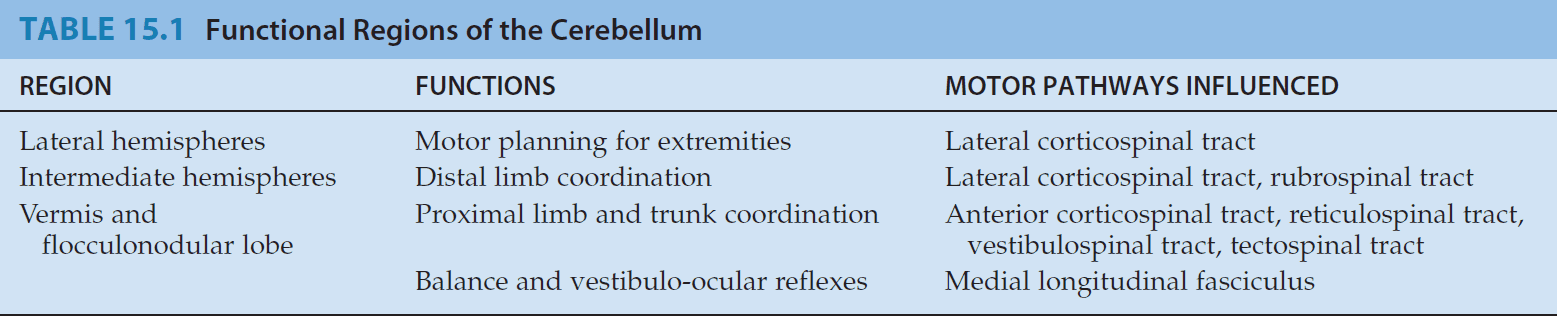 TABLE 15.1 Functional Regions of the Cerebellum
REGION FUNCTIONS MOTOR PATHWAYS INFLUENCED
Lateral hemispheres Motor planning for extremities Lateral corticospinal tract
Intermediate hemispheres Distal limb coordination Lateral corticospinal tract, rubrospinal tract
Vermis and Proximal limb and trunk coordination Anterior corticospinal tract, reticulospinal tract,
flocculonodular lobe vestibulospinal tract, tectospinal tract
Balance and vestibulo-ocular reflexes Medial longitudinal fasciculus